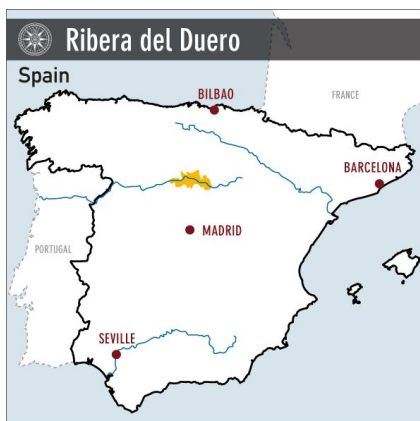 Ribera del Duero
Spain
BILBAO
FRANCE
BARCELONA
MADRID
PORTUGAL
SEVILLE